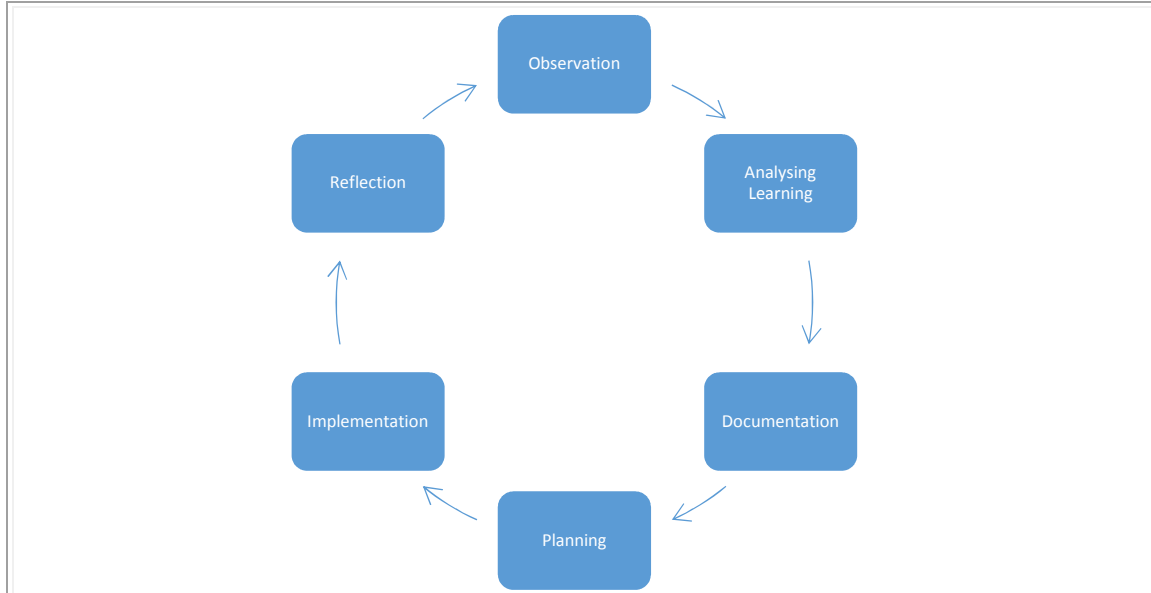 Observation
Analysing
Learning
Documentation
Planning
Implementation
Reflection